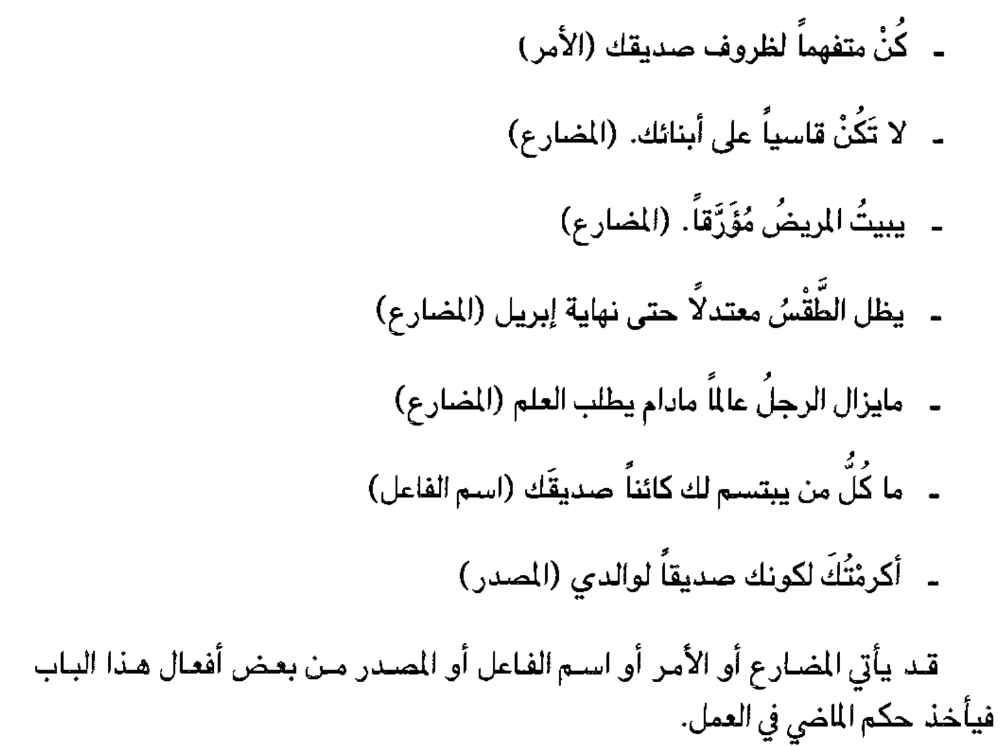 ـ كُنْ متفهماً لظروف صديقك (الأمر)
ـ لا تَكُنْ قاسياً على أبنائك. (المضارع)
ـ يبيتُ المريضُ مُؤَرَّقاً. (المضارع)
ـ يظل الطَّقْسُ معتدلاً حتى نهاية إبريل (المضارع)
ـ مايزال الرجلُ عالماً مادام يطلب العلم (المضارع)
ـ ما كُلُّ من يبتسم لك كائناً صديقَك (اسم الفاعل)
ـ أكرمْتُكَ لكونك صديقاً لوالدي (المصدر)
قد يأتي المضارع أو الأمر أو اسم الفاعل أو المصدر من بعض أفعال هذا الباب
فيأخذ حكم الماضي في العمل.